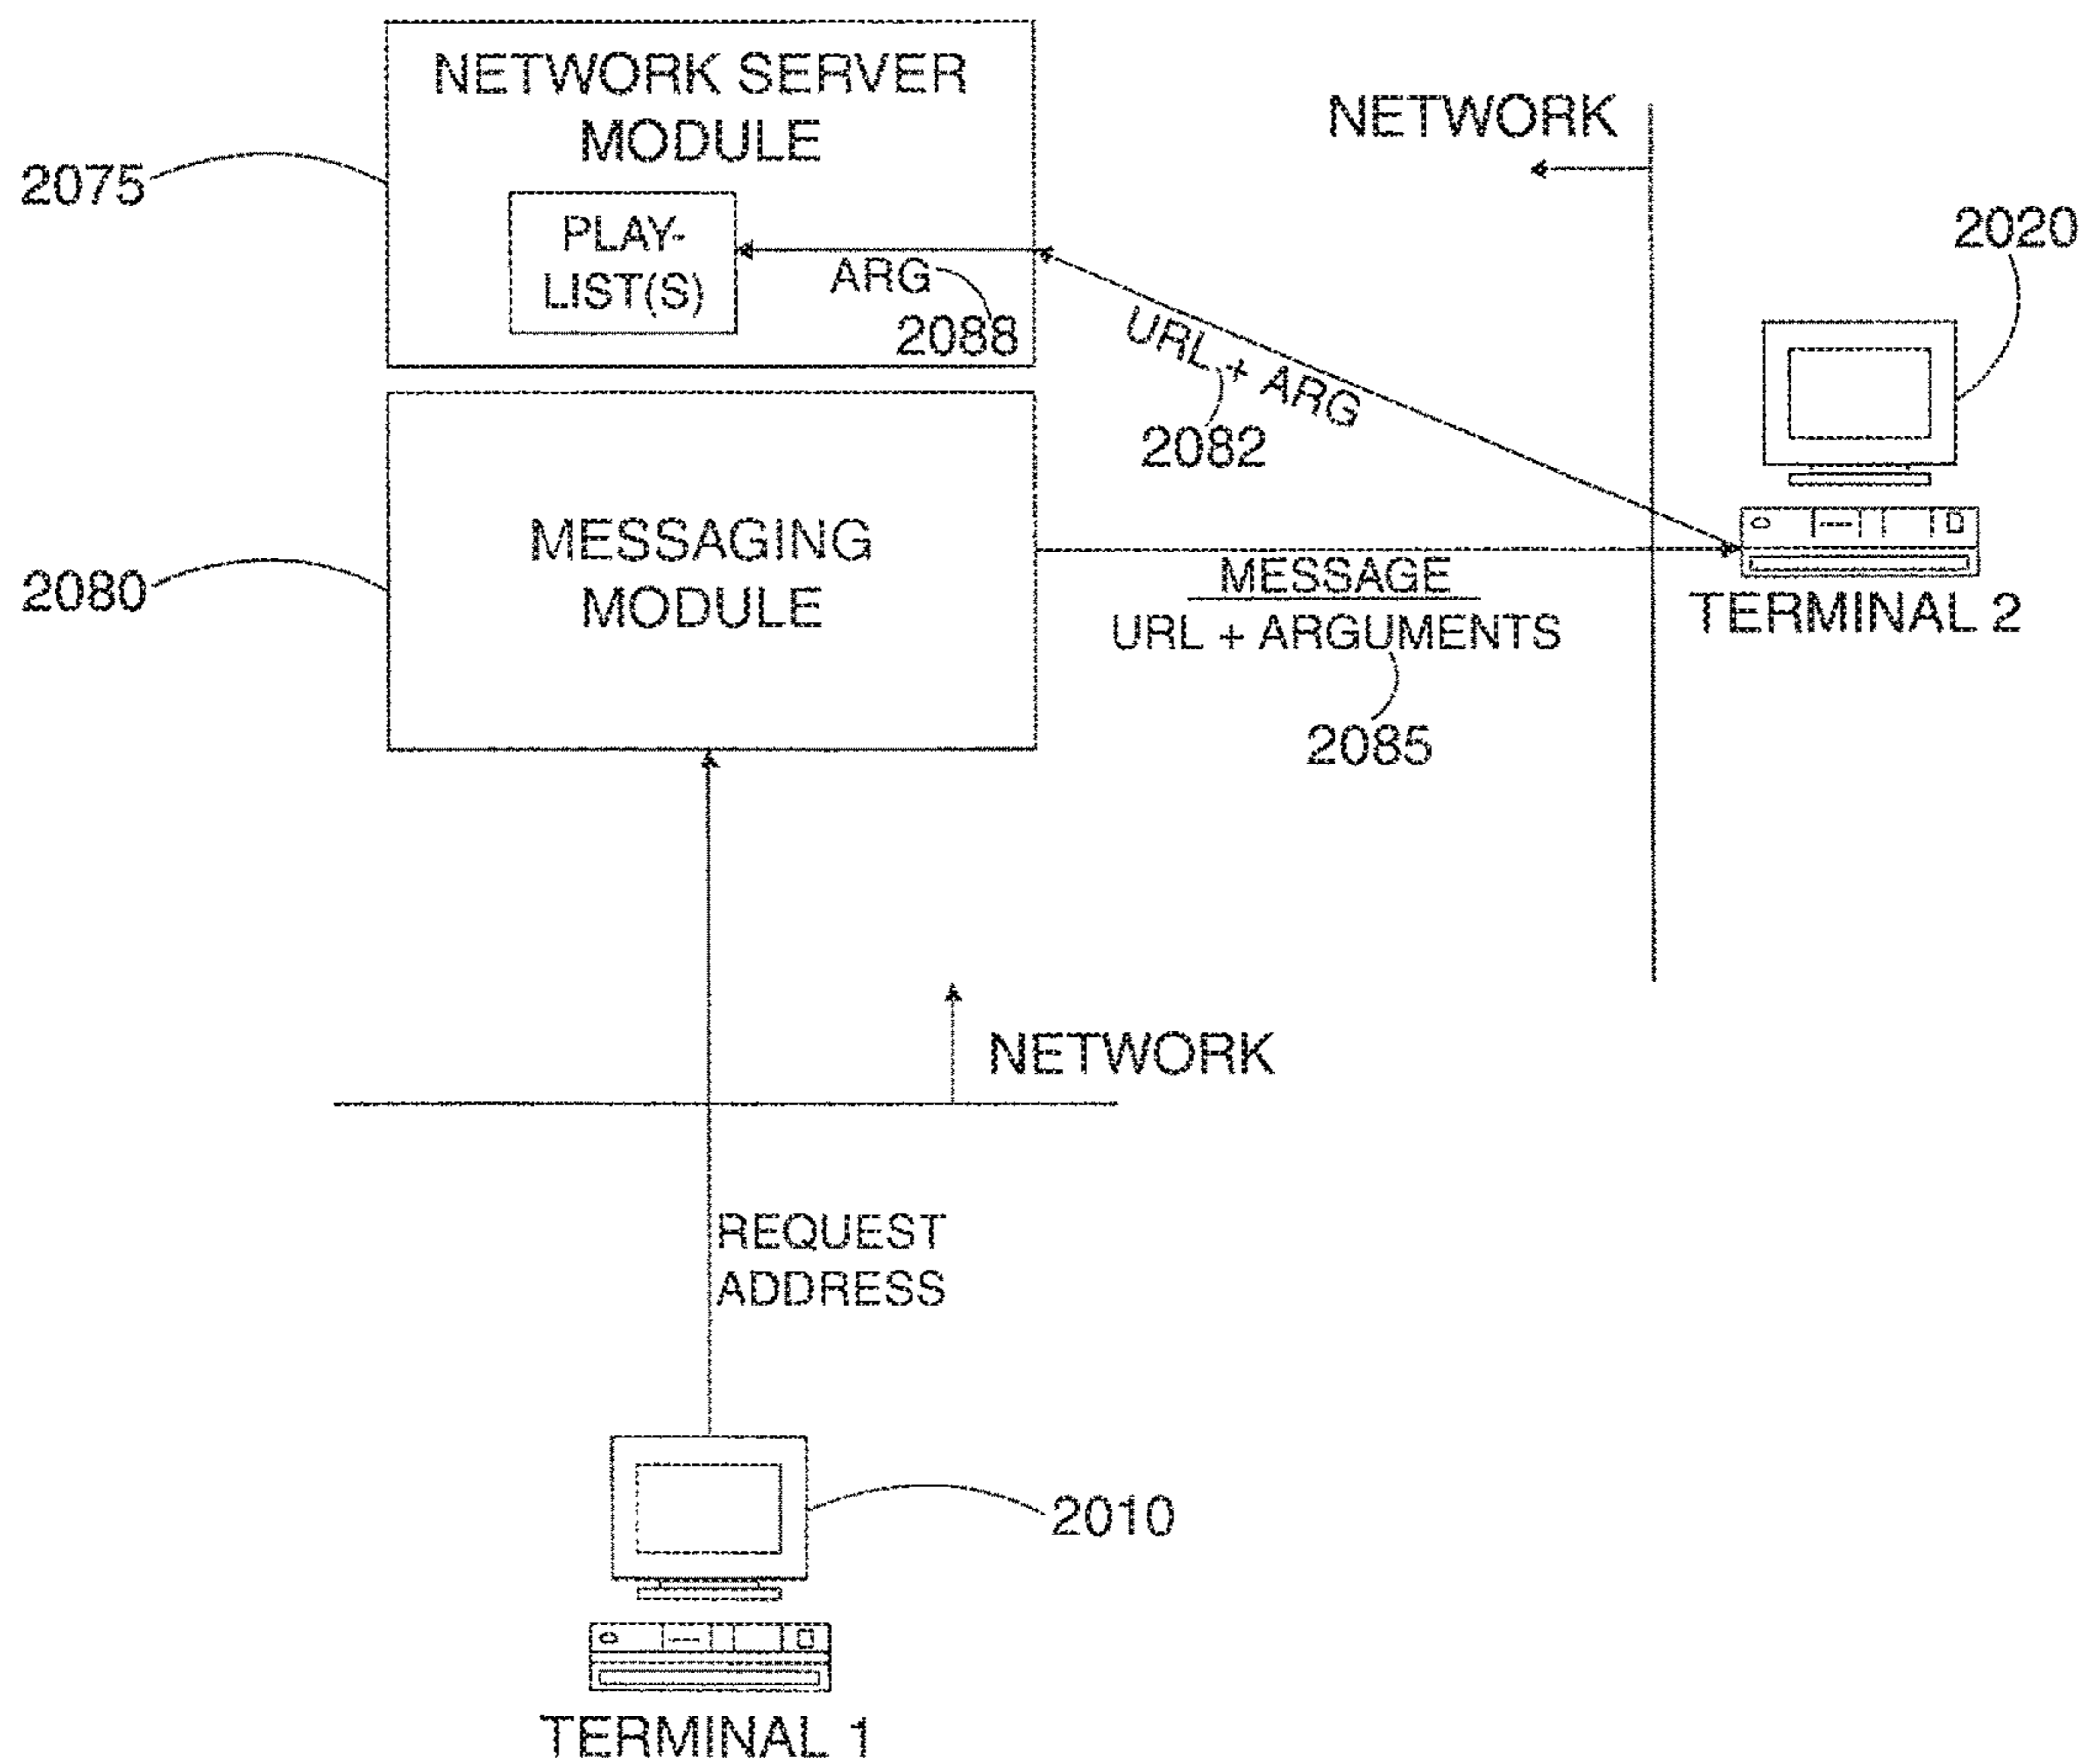 NETWORK SERVER
MODULE
NETWORK
2075
PLAY-
LIST(S)
ARG
2088
2020
URL + ARG
2082
MESSAGING
MODULE
2080
MESSAGE
URL + ARGUMENTS
2085
TERMINAL 2
NETWORK
REQUEST
ADDRESS
2010
TERMINAL 1